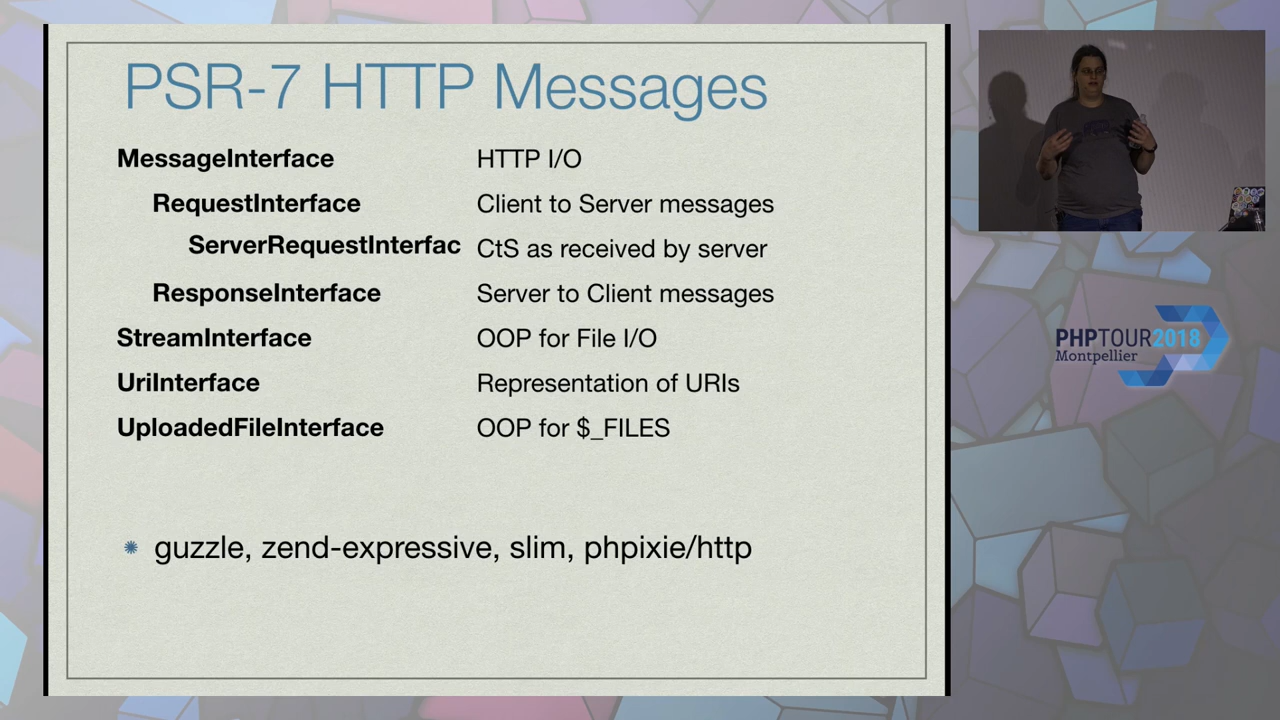 PSR-7 HTTP Messages
MessageInterface HTTP I/O
RequestInterface Client to Server messages
ServerRequestInterfac CtS as received by server
ResponseInterface Server to Client messages
StreamInterface OOP for File I/O
UriInterface Representation of URIs
UploadedFileInterface OOP for $_FILES
guzzle, zend-expressive, slim, phpixie/http
PHPTOUR2018
Montpellier